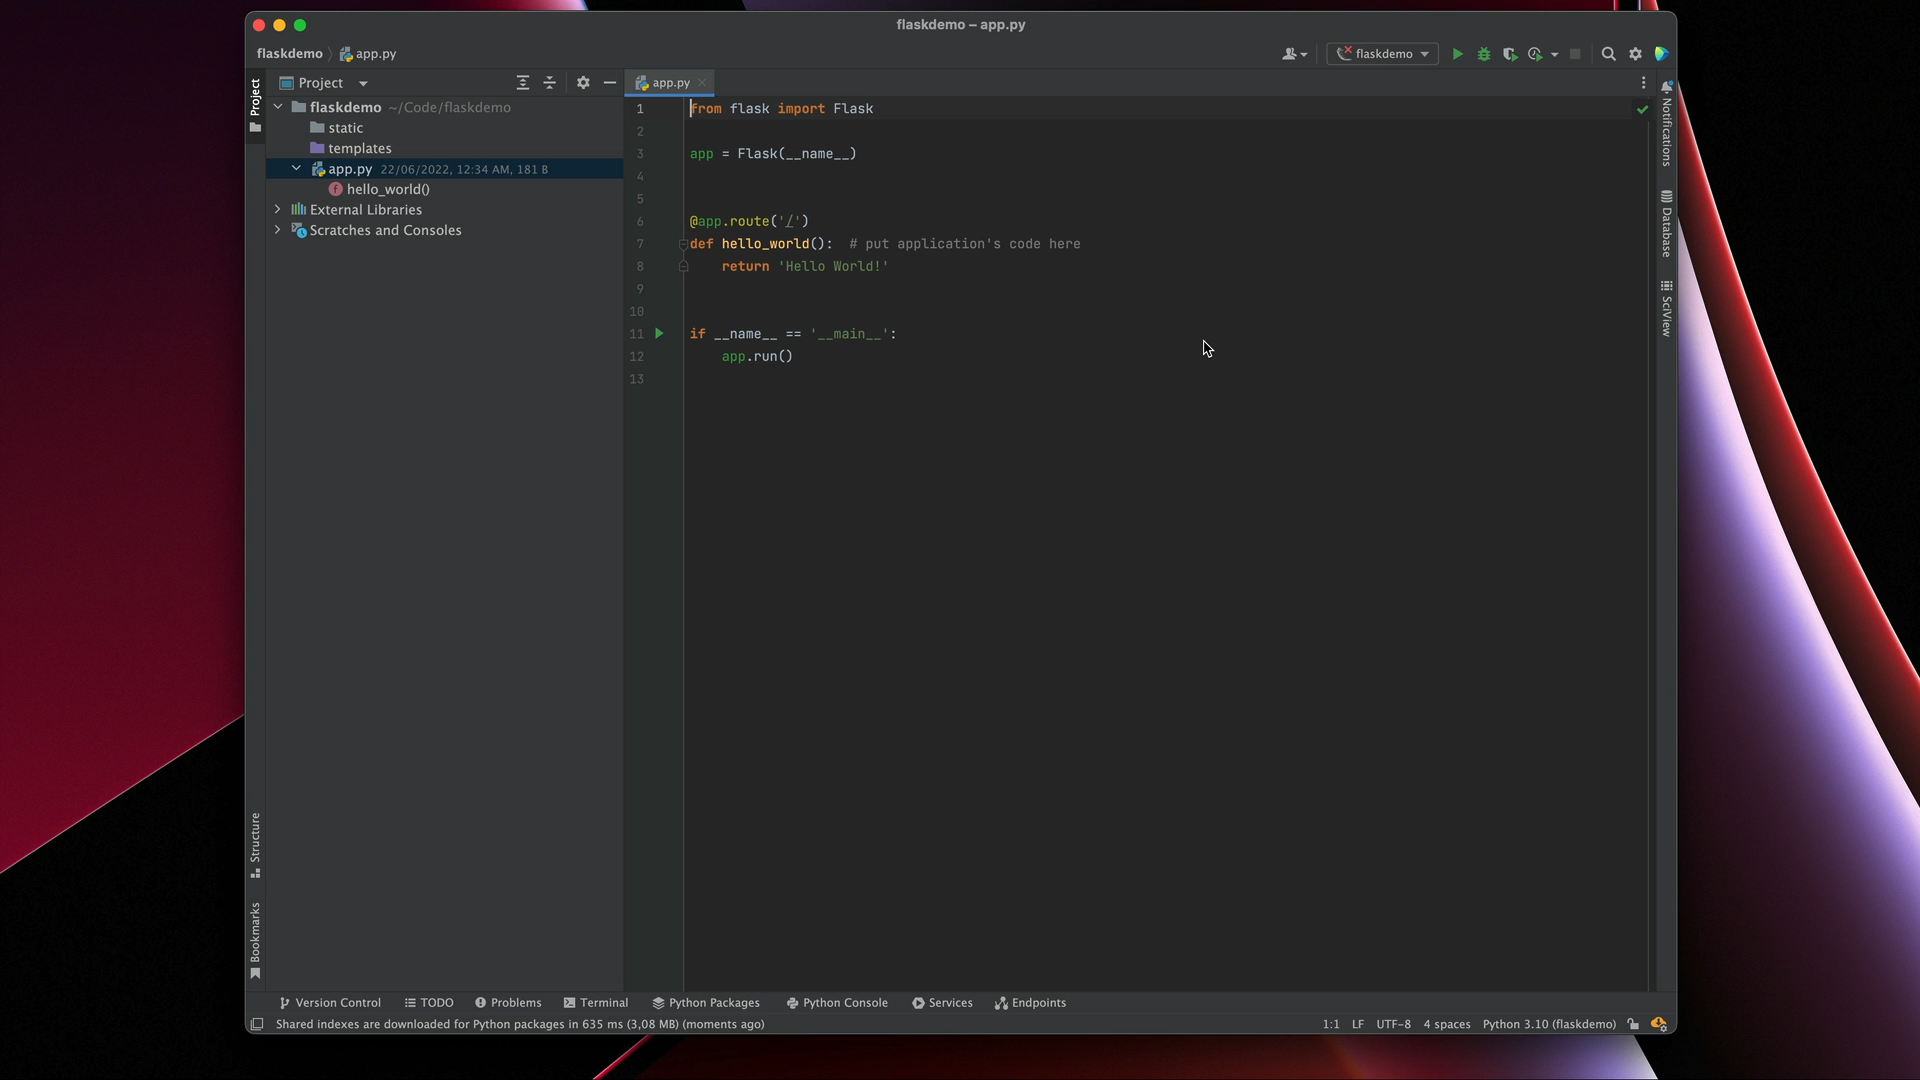 flaskdemo – app.py
flaskdemo app.py
flaskdemo
Project
app.py
flaskdemo ~/Code/flaskdemo
static
templates
app.py 22/06/2022, 12:34 AM, 181 B
hello_world()
External Libraries
Scratches and Consoles
1 from flask import Flask
2
3 app = Flask(__name__)
4
5
6 @app.route('/')
7 def hello_world():  # put application's code here
8     return 'Hello World!'
9
10
11 if __name__ == '__main__':
12     app.run()
13
Project
Structure
Bookmarks
Notifications
Database
SciView
Version Control TODO Problems Terminal Python Packages Python Console Services Endpoints
Shared indexes are downloaded for Python packages in 635 ms (3,08 MB) (moments ago)
1:1 LF UTF-8 4 spaces Python 3.10 (flaskdemo)